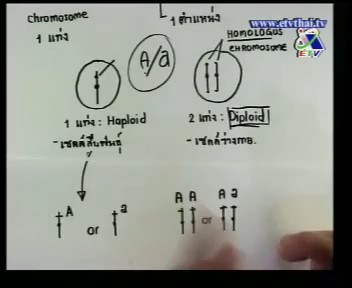 www.etvthai.tv
ETV
Chromosome
1 แท่ง
1 ตำแหน่ง
HOMOLOGUS
CHROMOSOME
A/a
1 แท่ง : Haploid
- เซลล์สืบพันธุ์
2 แท่ง : Diploid
- เซลล์ร่างกาย.
A or a
A A or A a